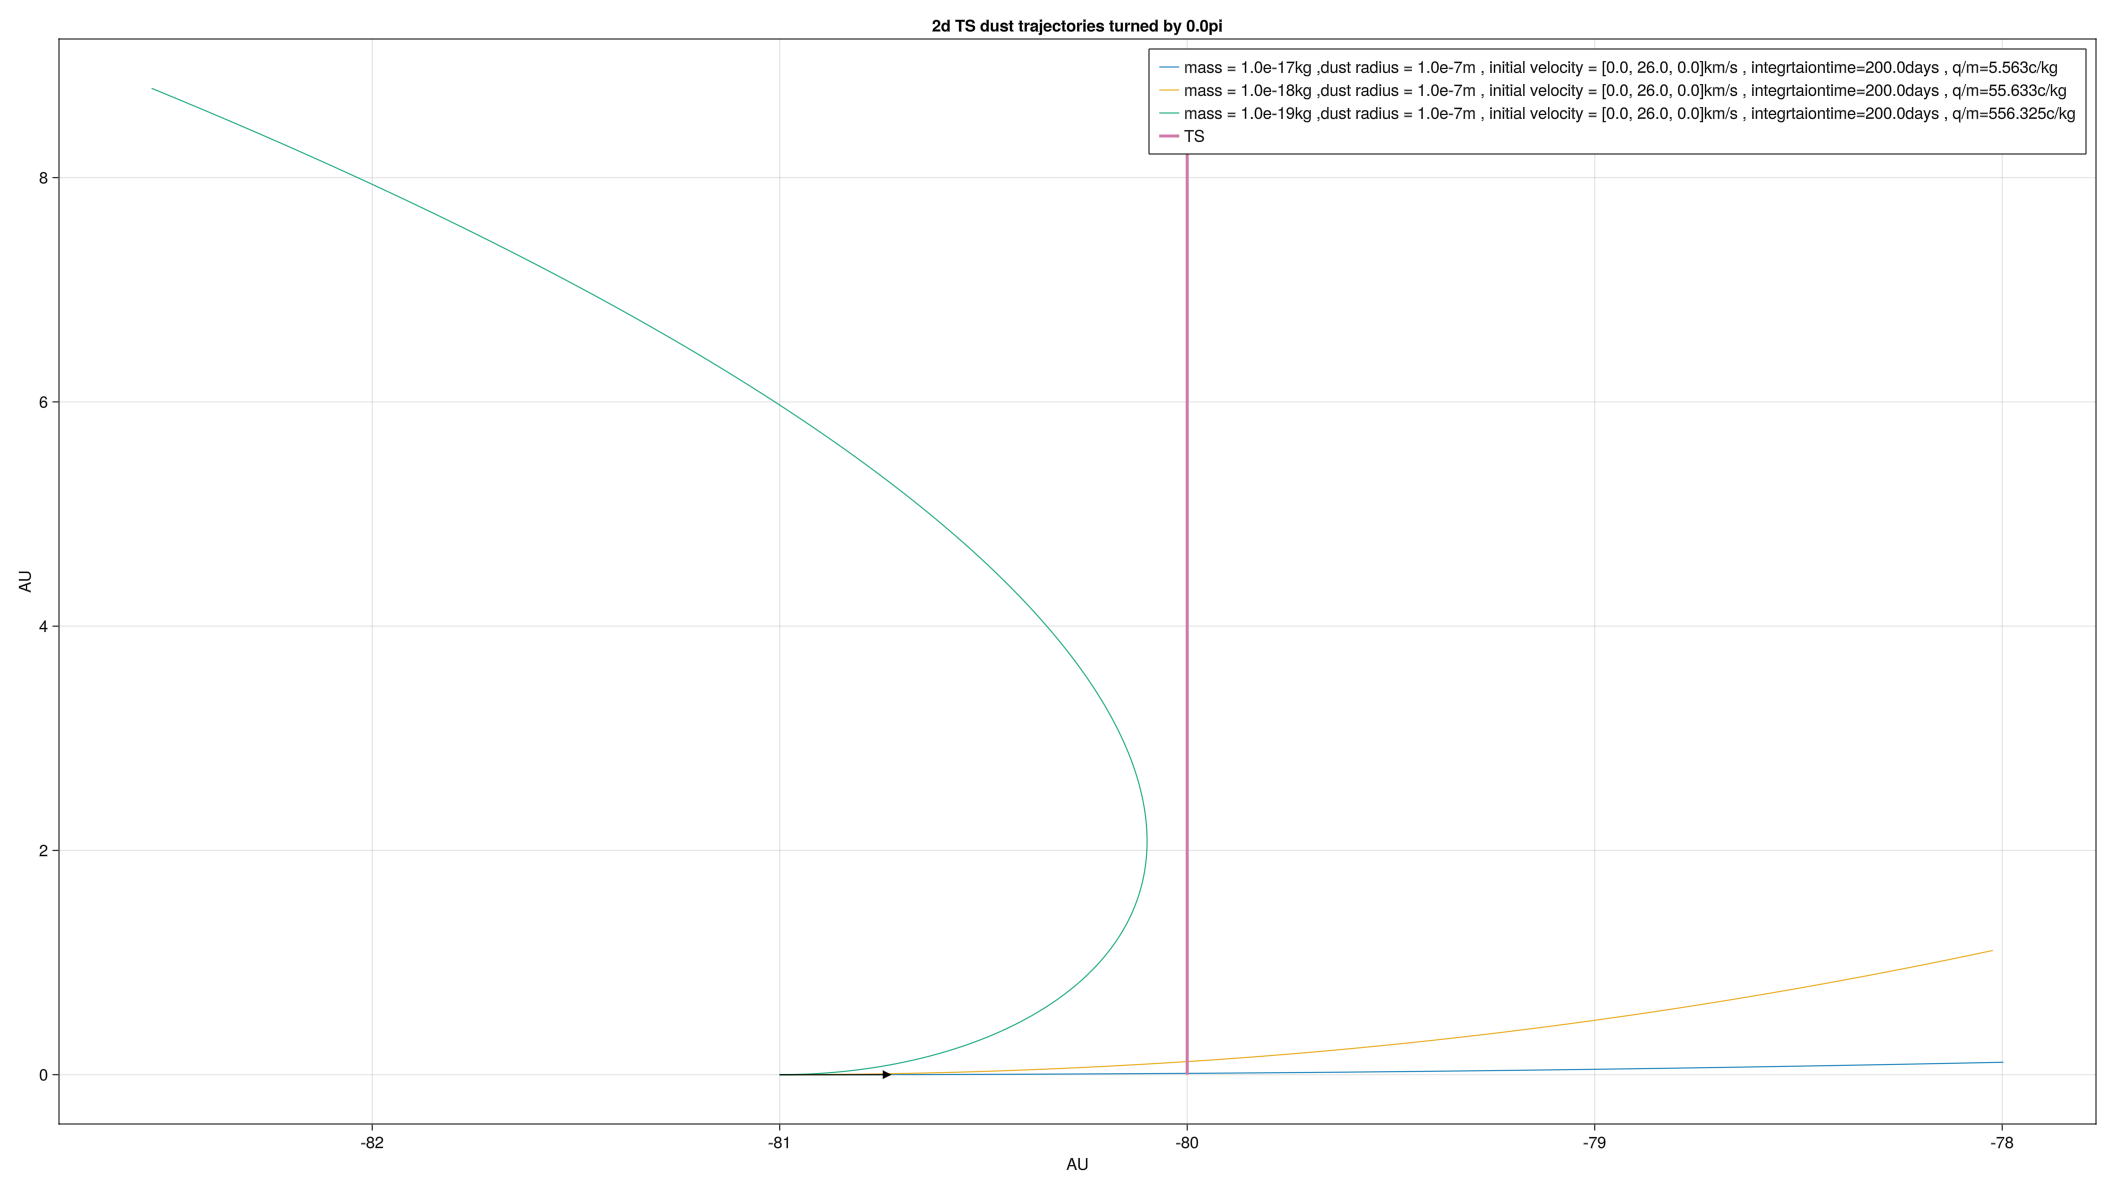 2d TS dust trajectories turned by 0.0pi
mass = 1.0e-17kg ,dust radius = 1.0e-7m , initial velocity = [0.0, 26.0, 0.0]km/s , integrtaiontime=200.0days , q/m=5.563c/kg
mass = 1.0e-18kg ,dust radius = 1.0e-7m , initial velocity = [0.0, 26.0, 0.0]km/s , integrtaiontime=200.0days , q/m=55.633c/kg
mass = 1.0e-19kg ,dust radius = 1.0e-7m , initial velocity = [0.0, 26.0, 0.0]km/s , integrtaiontime=200.0days , q/m=556.325c/kg
TS
8
6
4
2
0
AU
-82
-81
-80
-79
-78
AU